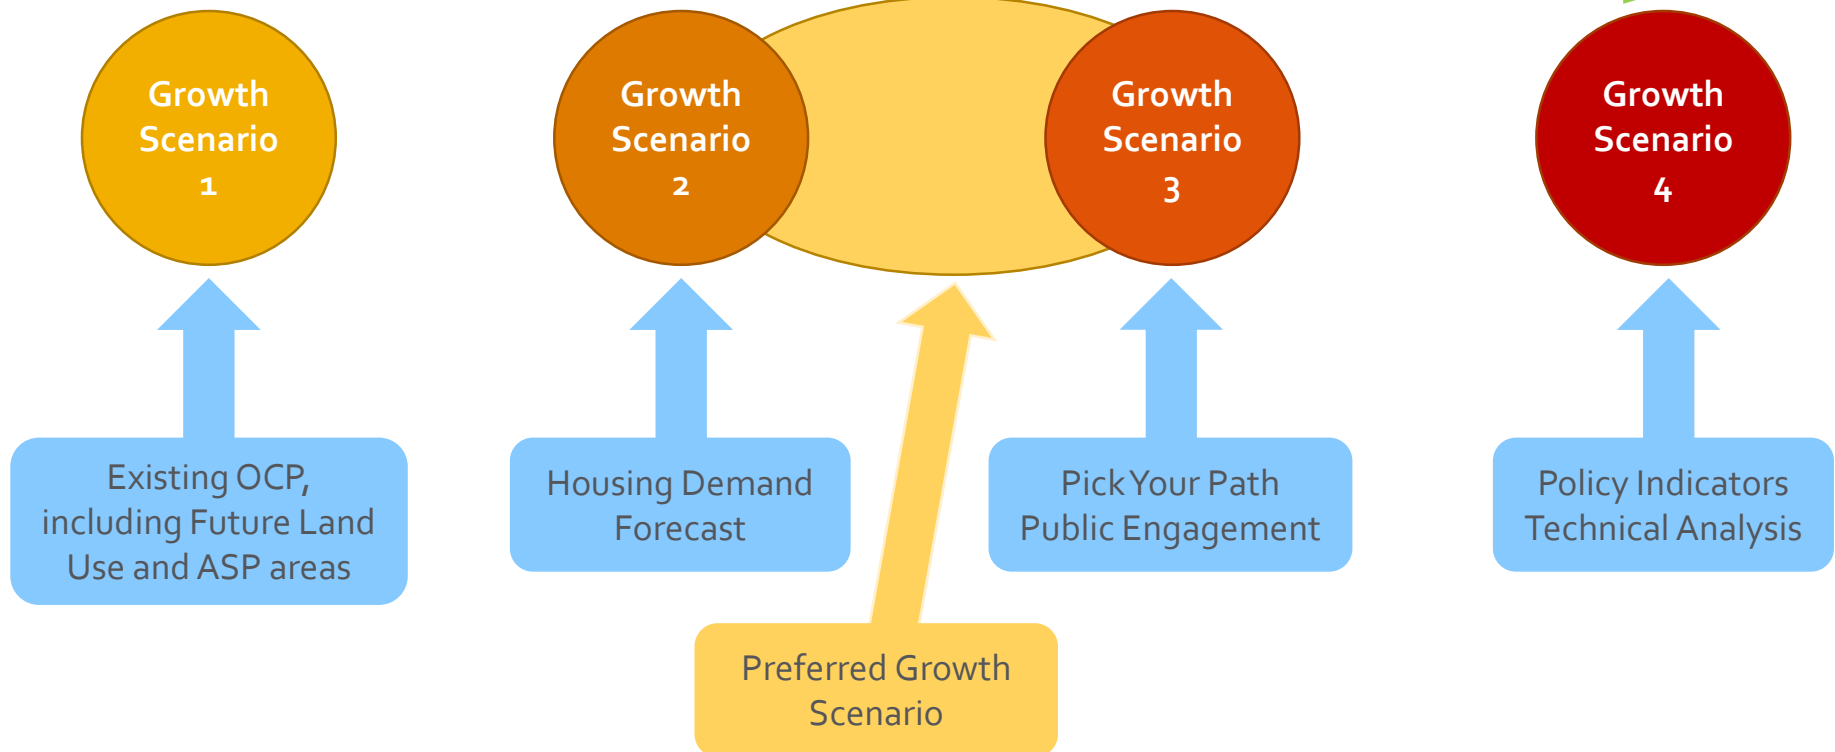 Growth
Scenario
1
Growth
Scenario
2
Growth
Scenario
3
Growth
Scenario
4
Existing OCP,
including Future Land
Use and ASP areas
Housing Demand
Forecast
Pick Your Path
Public Engagement
Policy Indicators
Technical Analysis
Preferred Growth
Scenario